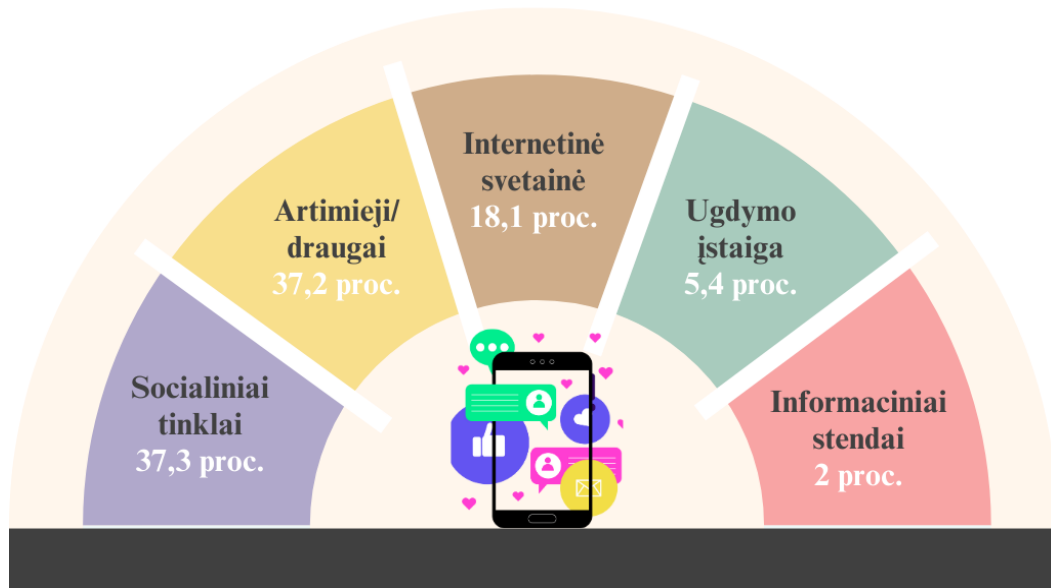 Socialiniai
tinklai
37,3 proc.
Artimieji/
draugai
37,2 proc.
Internetinė
svetainė
18,1 proc.
Ugdymo
įstaiga
5,4 proc.
Informaciniai
stendai
2 proc.